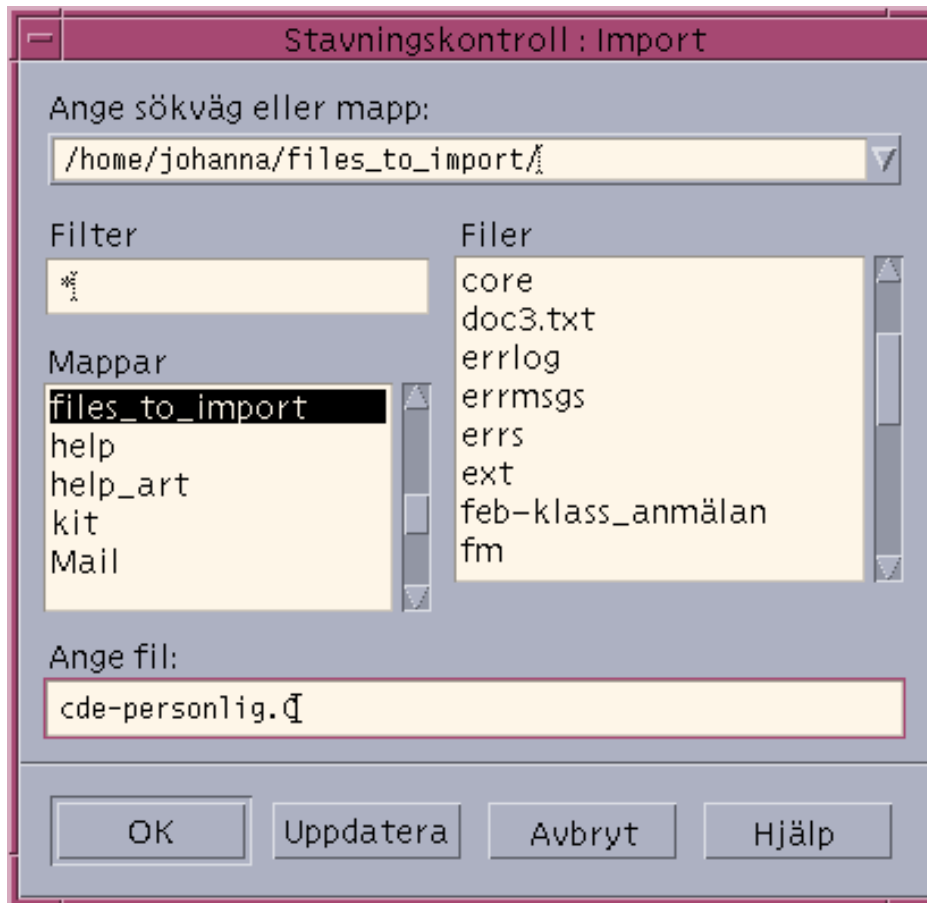 Stavningskontroll : Import
Ange sökväg eller mapp:
/home/johanna/files_to_import/
Filter
*
Mappar
files_to_import
help
help_art
kit
Mail
Filer
core
doc3.txt
errlog
errmsgs
errs
ext
feb-klass_anmälan
fm
Ange fil:
cde-personlig.
OK
Uppdatera
Avbryt
Hjälp